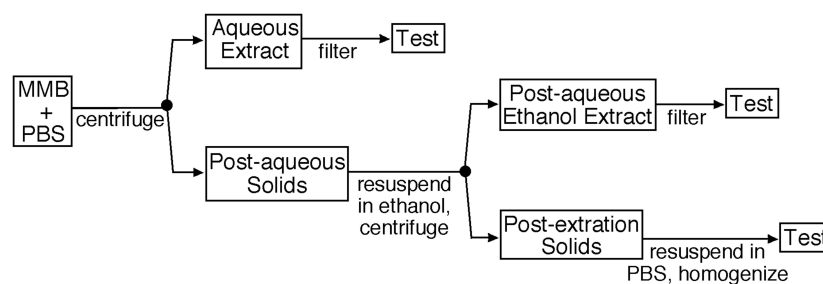 MMB
+
PBS
centrifuge
Aqueous
Extract
filter
Test
Post-aqueous
Solids
resuspend
in ethanol,
centrifuge
Post-aqueous
Ethanol Extract
filter
Test
Post-extration
Solids
resuspend in
PBS, homogenize
Test